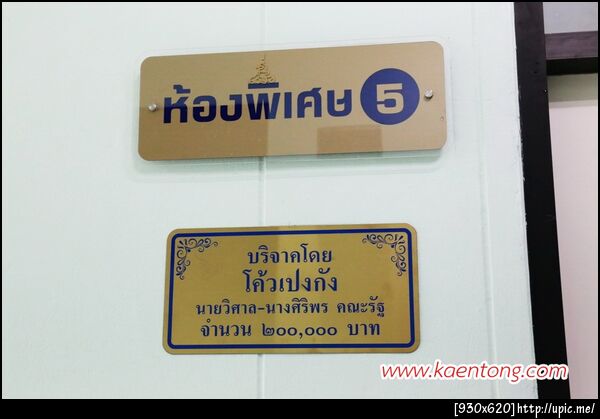 ห้องพิเศษ 5
บริจาคโดย
โค้วเปงกัง
นายวิศาล-นางศิริพร คณะรัฐ
จำนวน ๒๐๐,๐๐๐ บาท
www.kaentong.com
[930x620]http://upic.me/